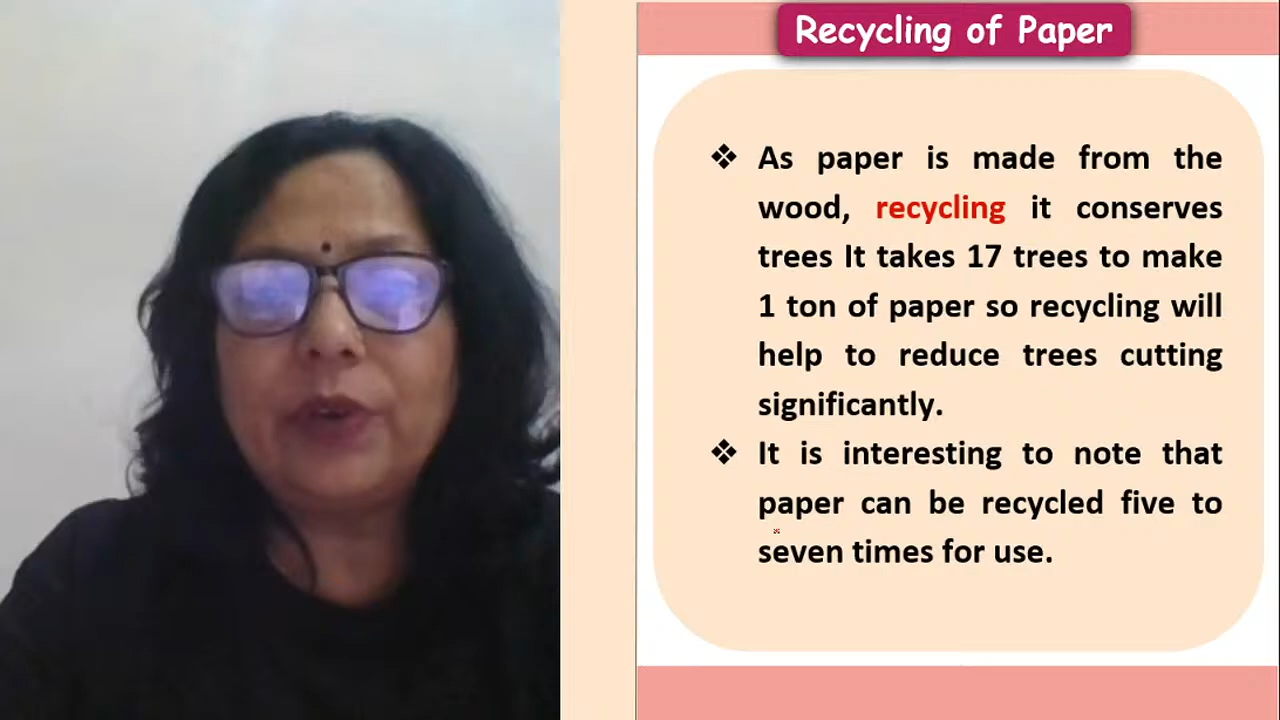 Recycling of Paper
❖ As paper is made from the
wood, recycling it conserves
trees It takes 17 trees to make
1 ton of paper so recycling will
help to reduce trees cutting
significantly.
❖ It is interesting to note that
paper can be recycled five to
seven times for use.